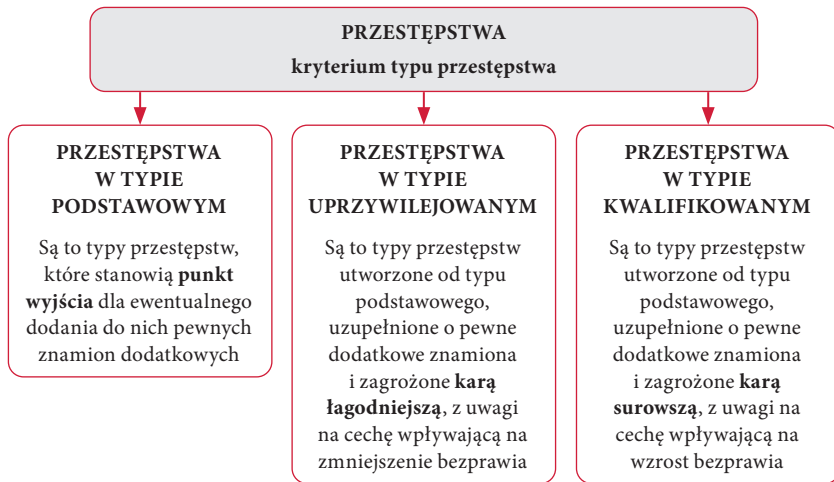 PRZESTĘPSTWA
kryterium typu przestępstwa
PRZESTĘPSTWA
W TYPIE
PODSTAWOWYM
Są to typy przestępstw,
które stanowią punkt
wyjścia dla ewentualnego
dodania do nich pewnych
znamion dodatkowych
PRZESTĘPSTWA
W TYPIE
UPRZYWILEJOWANYM
Są to typy przestępstw
utworzone od typu
podstawowego,
uzupełnione o pewne
dodatkowe znamiona
i zagrożone karą
łagodniejszą, z uwagi
na cechę wpływającą na
zmniejszenie bezprawia
PRZESTĘPSTWA
W TYPIE
KWALIFIKOWANYM
Są to typy przestępstw
utworzone od typu
podstawowego,
uzupełnione o pewne
dodatkowe znamiona
i zagrożone karą
surowszą, z uwagi na
cechę wpływającą na
wzrost bezprawia